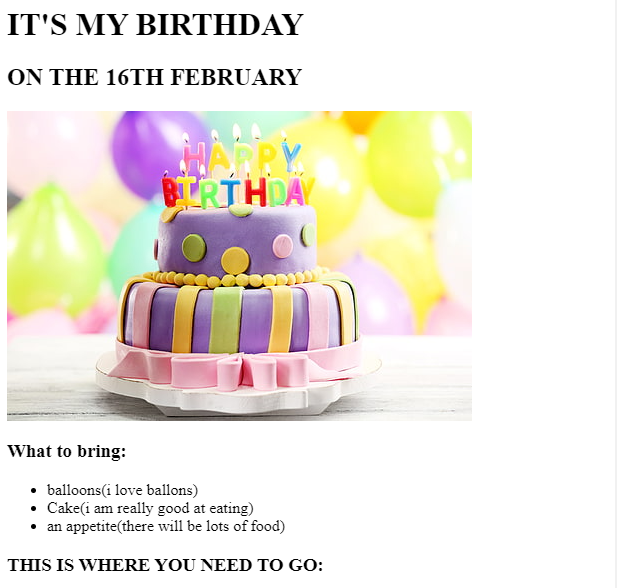 IT'S MY BIRTHDAY
ON THE 16TH FEBRUARY
HAPPY
BIRTHDAY
What to bring:
balloons(i love ballons)
Cake(i am really good at eating)
an appetite(there will be lots of food)
THIS IS WHERE YOU NEED TO GO: